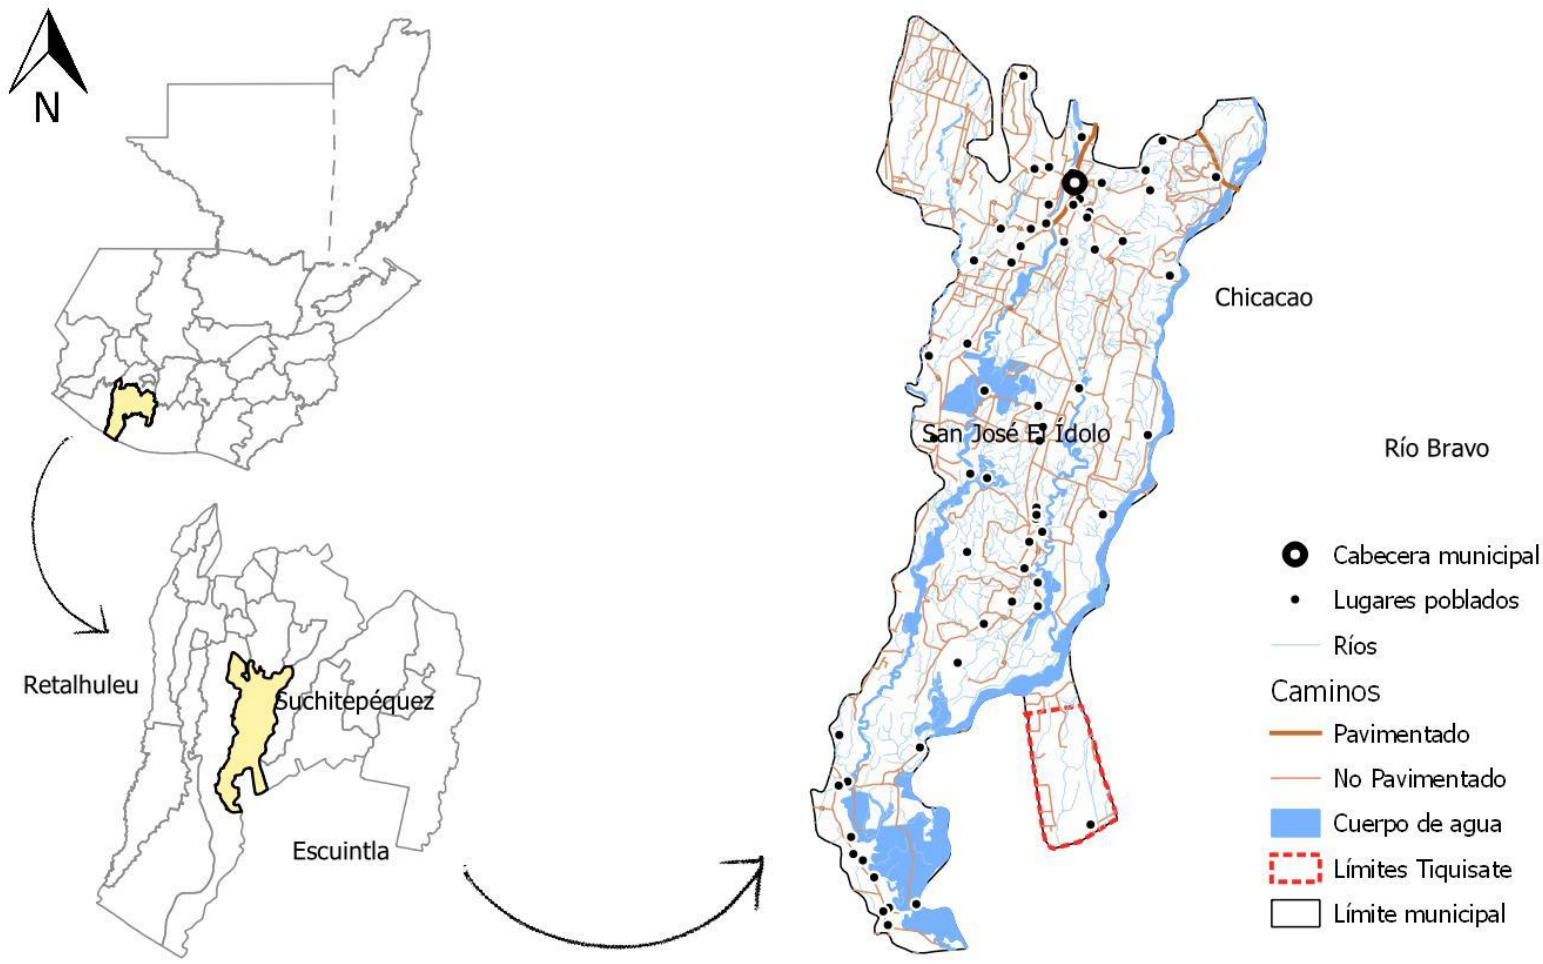 N
Retalhuleu
Suchitepéquez
Escuintla
Chicacao
San José El Ídolo
Río Bravo
Cabecera municipal
Lugares poblados
Ríos
Caminos
Pavimentado
No Pavimentado
Cuerpo de agua
Límites Tiquisate
Límite municipal